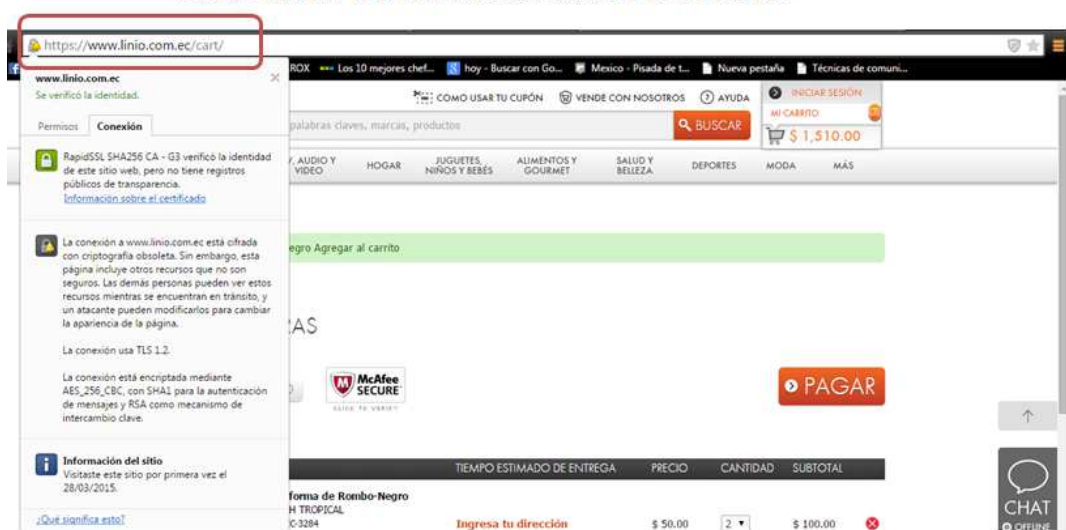 https://www.linio.com.ec/cart/
ROX
Los 10 mejores chef...
hoy - Buscar con Go...
Mexico - Pisada de t...
Nueva pestaña
Técnicas de comuni...
www.linio.com.ec
Se verificó la identidad.
Permisos
Conexión
RapidSSL SHA256 CA - G3 verificó la identidad
de este sitio web, pero no tiene registros
públicos de transparencia.
Información sobre el certificado
La conexión a www.linio.com.ec está cifrada
con criptografía obsoleta. Sin embargo, esta
página incluye otros recursos que no son
seguros. Las demás personas pueden ver estos
recursos mientras se encuentran en tránsito, y
un atacante pueden modificarlos para cambiar
la apariencia de la página.
La conexión usa TLS 1.2.
La conexión está encriptada mediante
AES_256_CBC, con SHA1 para la autenticación
de mensajes y RSA como mecanismo de
intercambio clave.
Información del sitio
Visitaste este sitio por primera vez el
28/03/2015.
¿Qué significa esto?
COMO USAR TU CUPÓN
VENDE CON NOSOTROS
AYUDA
INICIAR SESIÓN
MI CARRITO
$ 1,510.00
palabras claves, marcas, productos
BUSCAR
, AUDIO Y VIDEO
HOGAR
JUGUETES, NIÑOS Y BEBÉS
ALIMENTOS Y GOURMET
SALUD Y BELLEZA
DEPORTES
MODA
MÁS
egro Agregar al carrito
AS
McAfee SECURE
CLICK TO VERIFY
PAGAR
TIEMPO ESTIMADO DE ENTREGA
PRECIO
CANTIDAD
SUBTOTAL
forma de Rombo-Negro
H TROPICAL
C-3284
Ingresa tu dirección
$ 50.00
2
$ 100.00
CHAT
OFFLINE